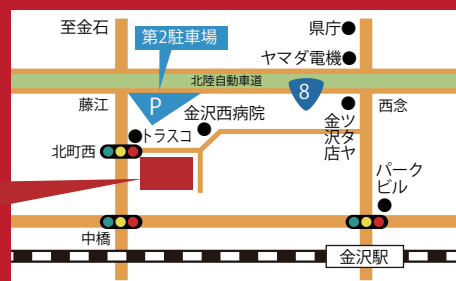 至金石
第2駐車場
県庁
ヤマダ電機
北陸自動車道
8
藤江
P
金沢西病院
西念
トラスコ
ツタヤ
金沢店
北町西
パーク
ビル
中橋
金沢駅